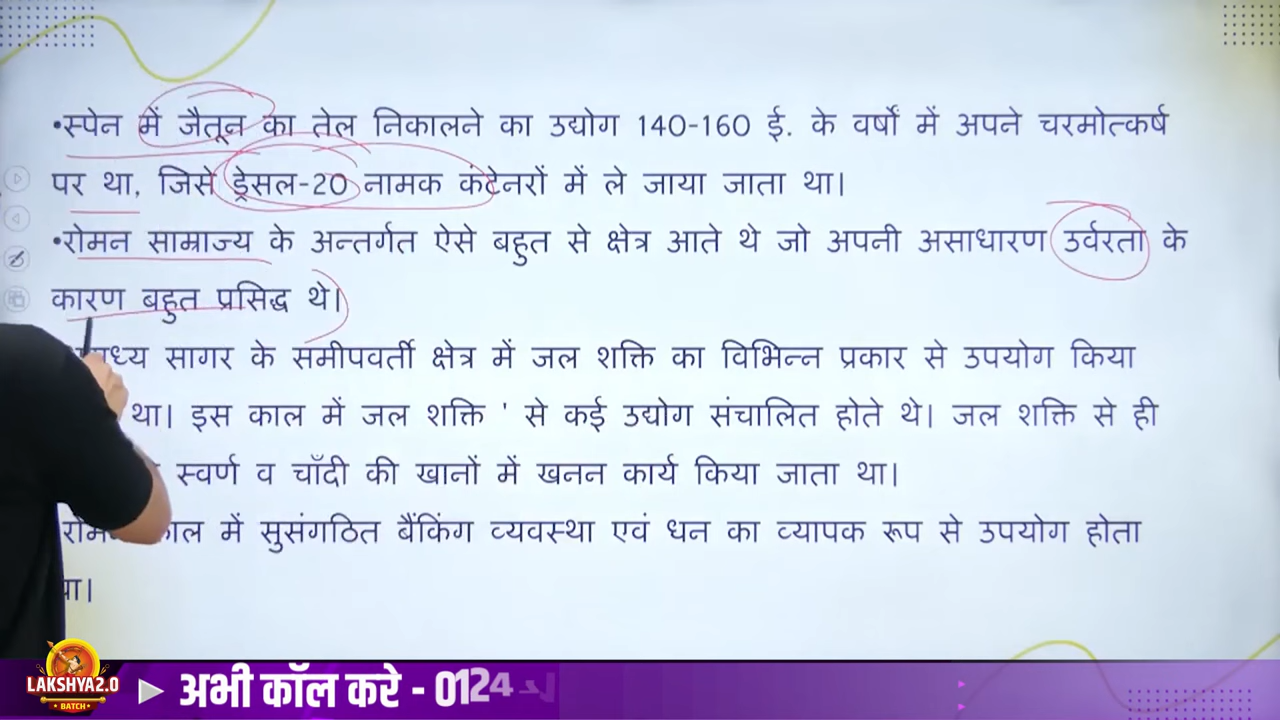 •स्पेन में जैतून का तेल निकालने का उद्योग 140-160 ई. के वर्षों में अपने चरमोत्कर्ष
पर था, जिसे ड्रेसल-20 नामक कंटेनरों में ले जाया जाता था।
•रोमन साम्राज्य के अन्तर्गत ऐसे बहुत से क्षेत्र आते थे जो अपनी असाधारण उर्वरता के
कारण बहुत प्रसिद्ध थे।
सागर के समीपवर्ती क्षेत्र में जल शक्ति का विभिन्न प्रकार से उपयोग किया
था। इस काल में जल शक्ति ' से कई उद्योग संचालित होते थे। जल शक्ति से ही
स्वर्ण व चाँदी की खानों में खनन कार्य किया जाता था।
में सुसंगठित बैंकिंग व्यवस्था एवं धन का व्यापक रूप से उपयोग होता
LAKSHYA2.0
BATCH
अभी कॉल करे - 0124